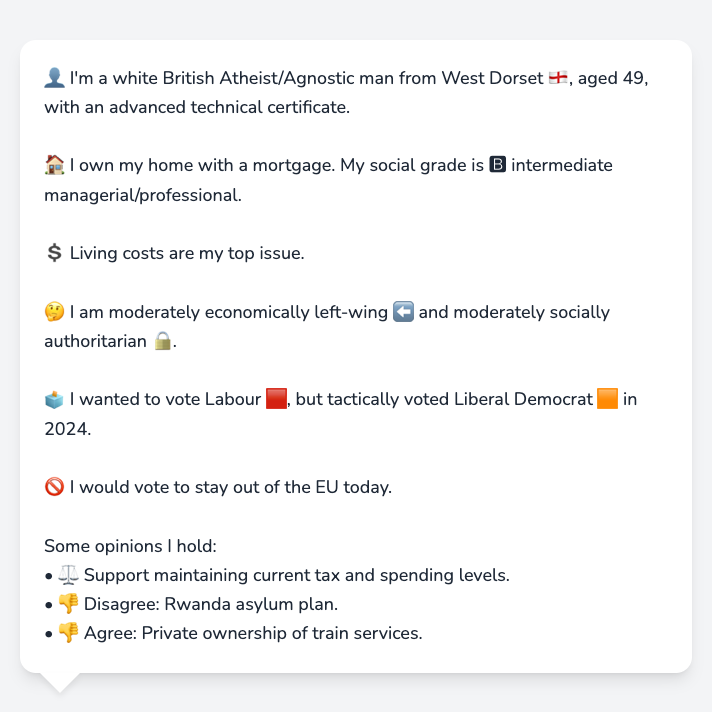 👤 I'm a white British Atheist/Agnostic man from West Dorset 🏴󠁧󠁢󠁥󠁮󠁧󠁿, aged 49,
with an advanced technical certificate.
🏠 I own my home with a mortgage. My social grade is 🅱 intermediate
managerial/professional.
💲 Living costs are my top issue.
🤔 I am moderately economically left-wing ⬅️ and moderately socially
authoritarian 🔒.
🗳️ I wanted to vote Labour 🟥, but tactically voted Liberal Democrat 🟧 in
2024.
🚫 I would vote to stay out of the EU today.
Some opinions I hold:
• ⚖️ Support maintaining current tax and spending levels.
• 👎 Disagree: Rwanda asylum plan.
• 👎 Agree: Private ownership of train services.